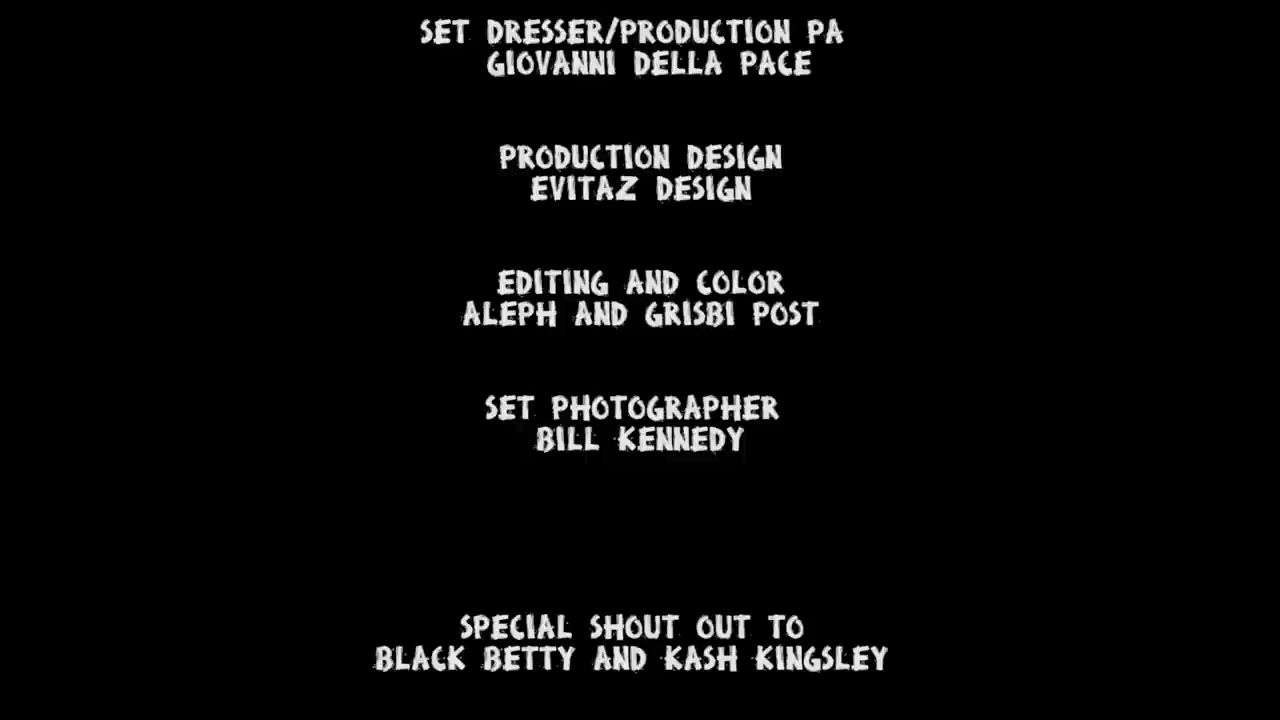 SET DRESSER/PRODUCTION PA
GIOVANNI DELLA PACE
PRODUCTION DESIGN
EVITAZ DESIGN
EDITING AND COLOR
ALEPH AND GRISBI POST
SET PHOTOGRAPHER
BILL KENNEDY
SPECIAL SHOUT OUT TO
BLACK BETTY AND KASH KINGSLEY